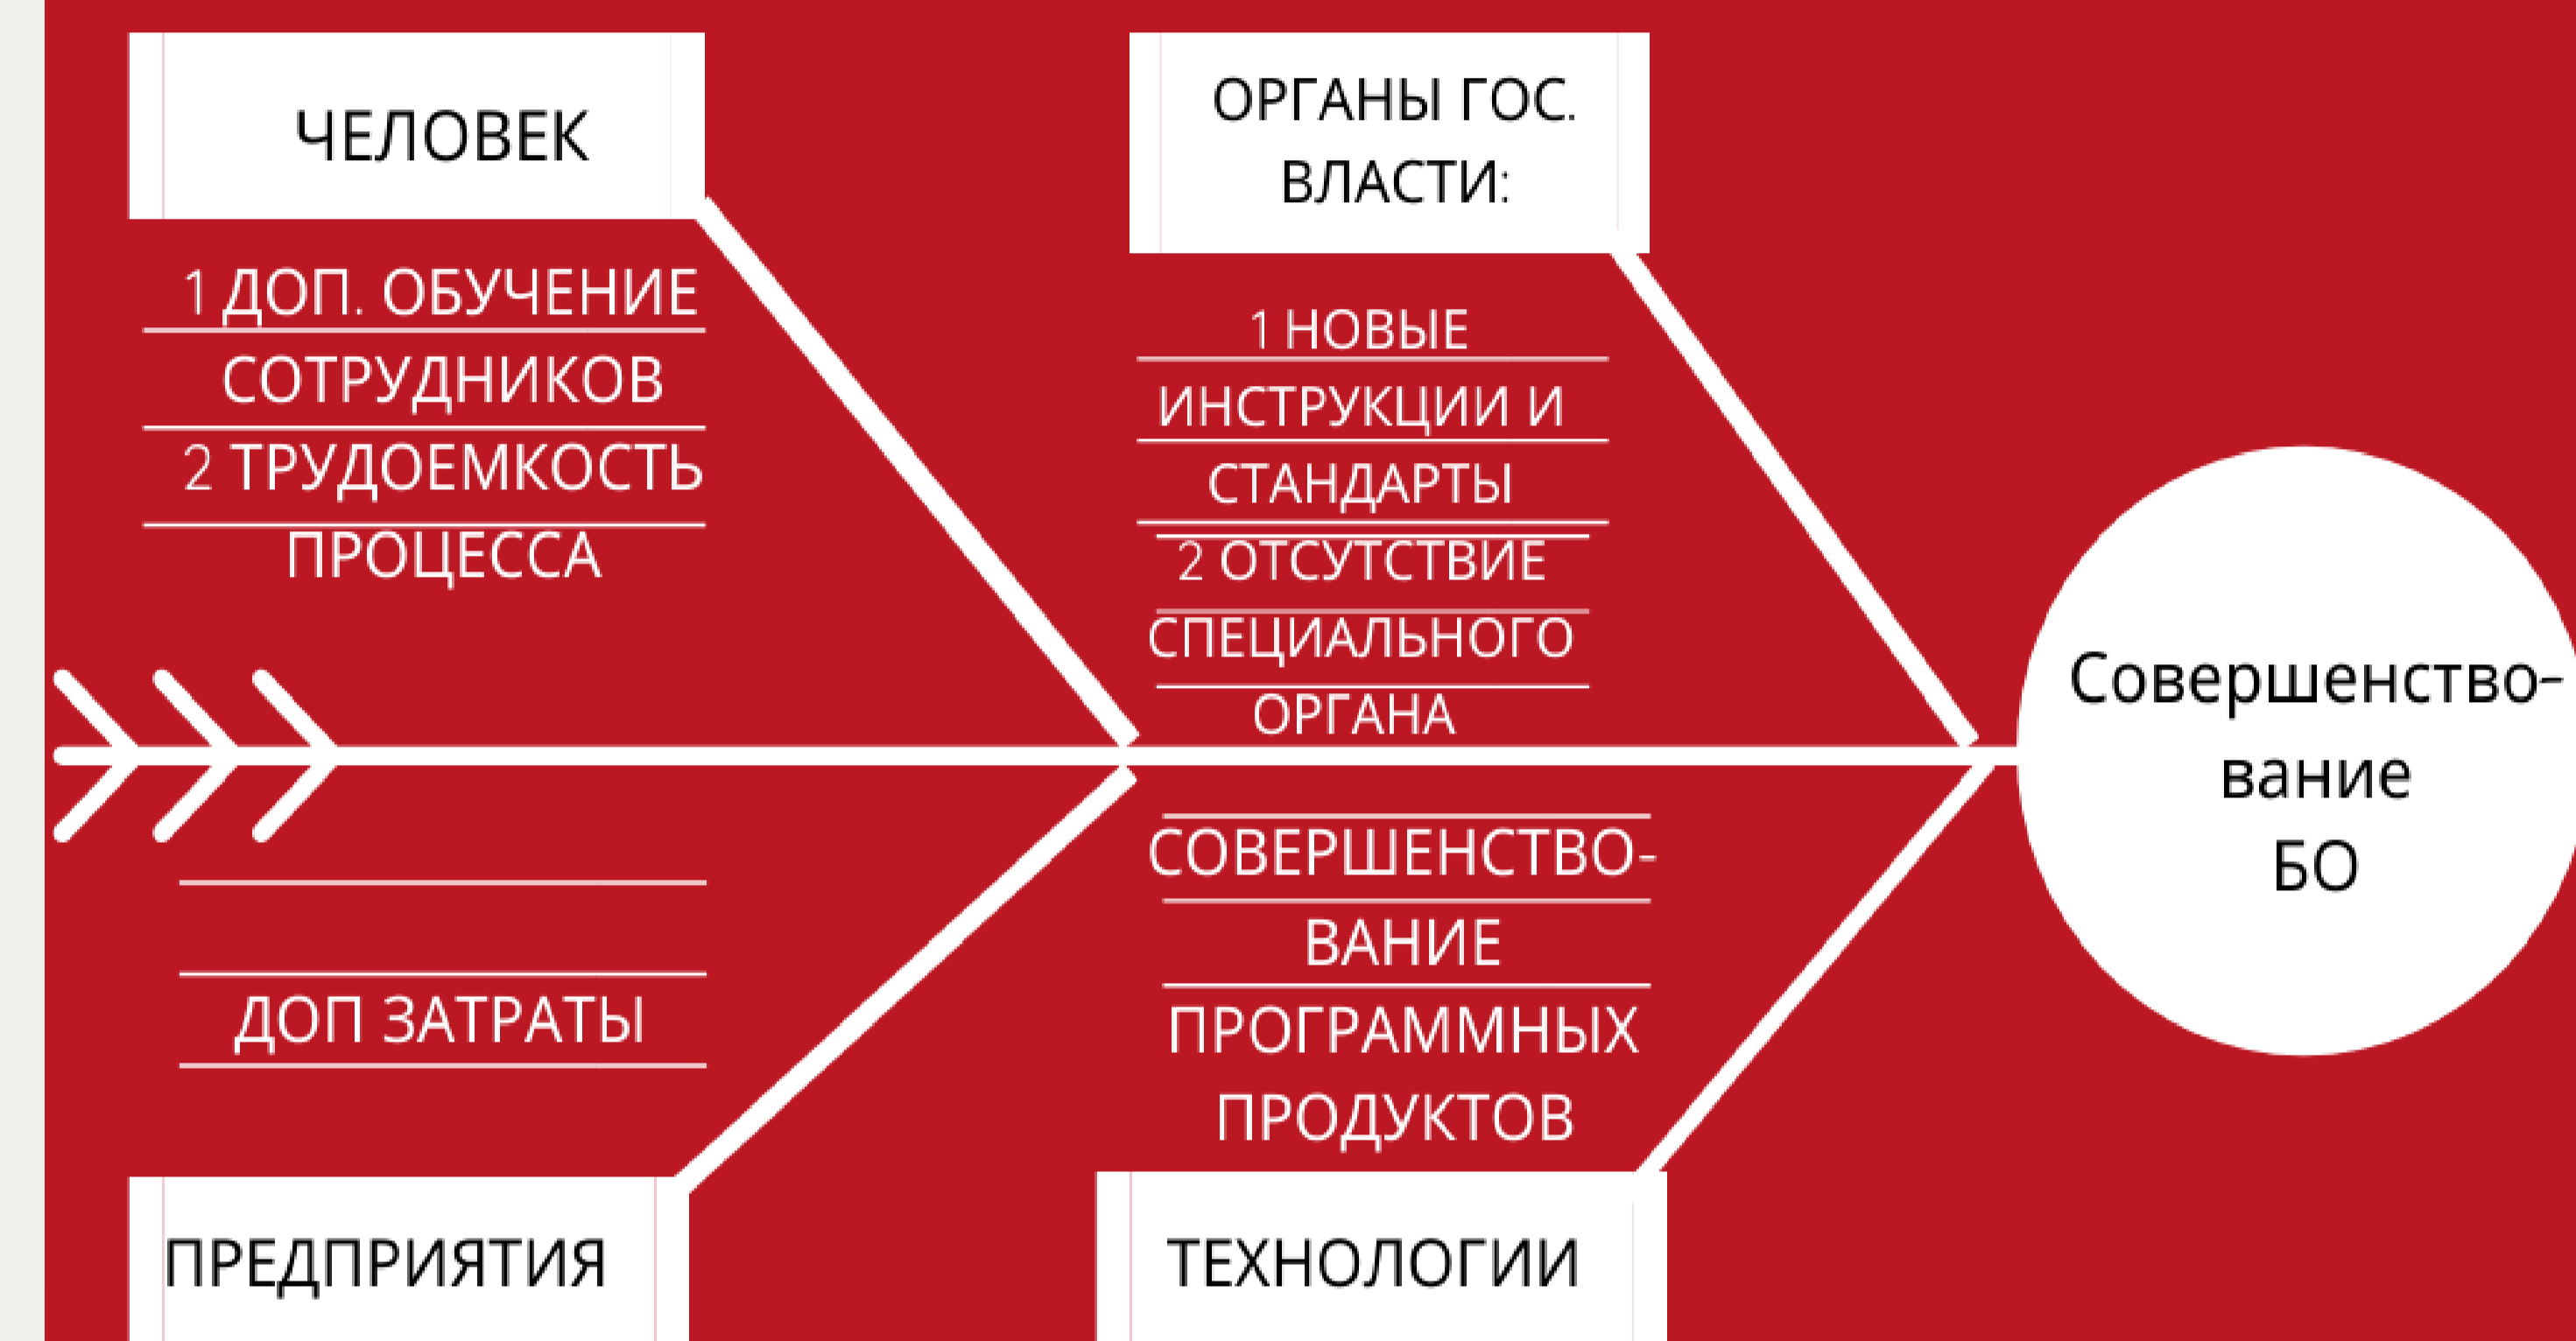 ЧЕЛОВЕК
1 ДОП. ОБУЧЕНИЕ
СОТРУДНИКОВ
2 ТРУДОЕМКОСТЬ
ПРОЦЕССА
ОРГАНЫ ГОС.
ВЛАСТИ:
1 НОВЫЕ
ИНСТРУКЦИИ И
СТАНДАРТЫ
2 ОТСУТСТВИЕ
СПЕЦИАЛЬНОГО
ОРГАНА
Совершенство-
вание
БО
ДОП ЗАТРАТЫ
ПРЕДПРИЯТИЯ
СОВЕРШЕНСТВО-
ВАНИЕ
ПРОГРАММНЫХ
ПРОДУКТОВ
ТЕХНОЛОГИИ